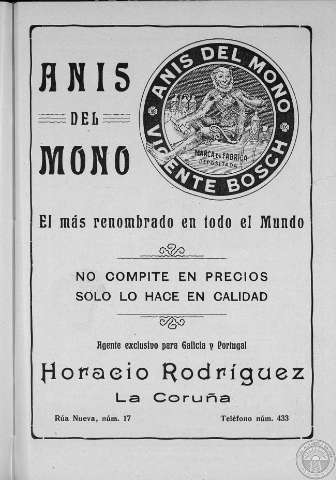 ANIS
DEL
MONO
ANIS DEL MONO
VICENTE BOSCH
MARCA DE FABRICA
DEPOSITADA
El más renombrado en todo el Mundo
NO COMPITE EN PRECIOS
SOLO LO HACE EN CALIDAD
Agente exclusivo para Galicia y Portugal
Horacio Rodríguez
La Coruña
Rúa Nueva, núm. 17
Teléfono núm. 433